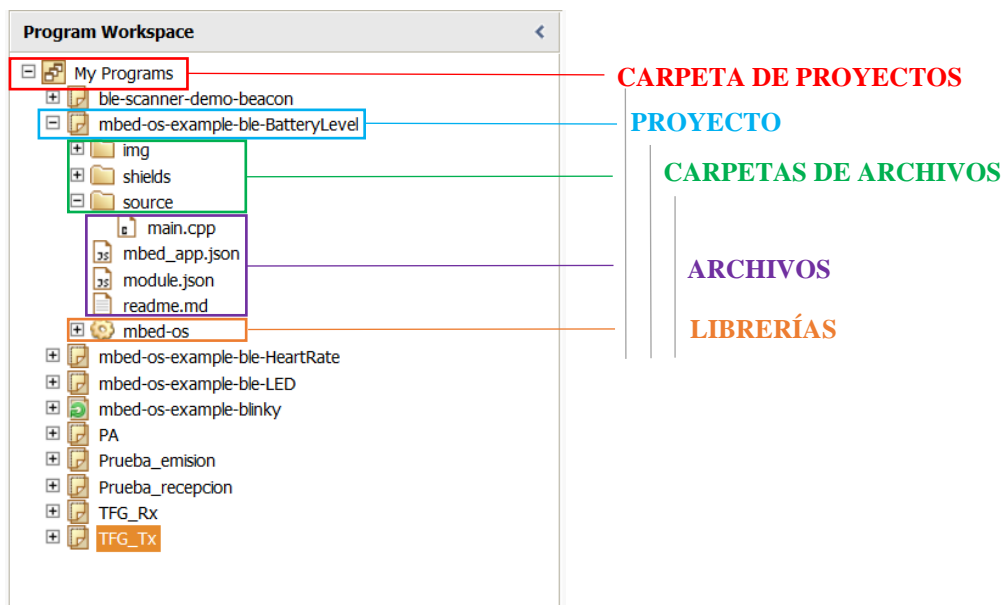 Program Workspace
My Programs
CARPETA DE PROYECTOS
ble-scanner-demo-beacon
mbed-os-example-ble-BatteryLevel
PROYECTO
img
shields
CARPETAS DE ARCHIVOS
source
main.cpp
mbed_app.json
ARCHIVOS
module.json
readme.md
mbed-os
LIBRERÍAS
mbed-os-example-ble-HeartRate
mbed-os-example-ble-LED
mbed-os-example-blinky
PA
Prueba_emision
Prueba_recepcion
TFG_Rx
TFG_Tx